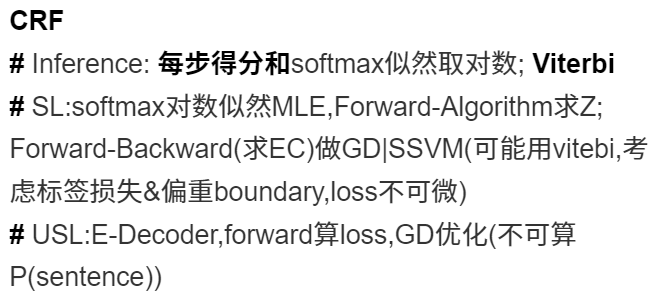 CRF
# Inference: 每步得分和softmax似然取对数; Viterbi
# SL:softmax对数似然MLE,Forward-Algorithm求Z;
Forward-Backward(求EC)做GD|SSVM(可能用vitebi,考
虑标签损失&偏重boundary,loss不可微)
# USL:E-Decoder,forward算loss,GD优化(不可算
P(sentence))